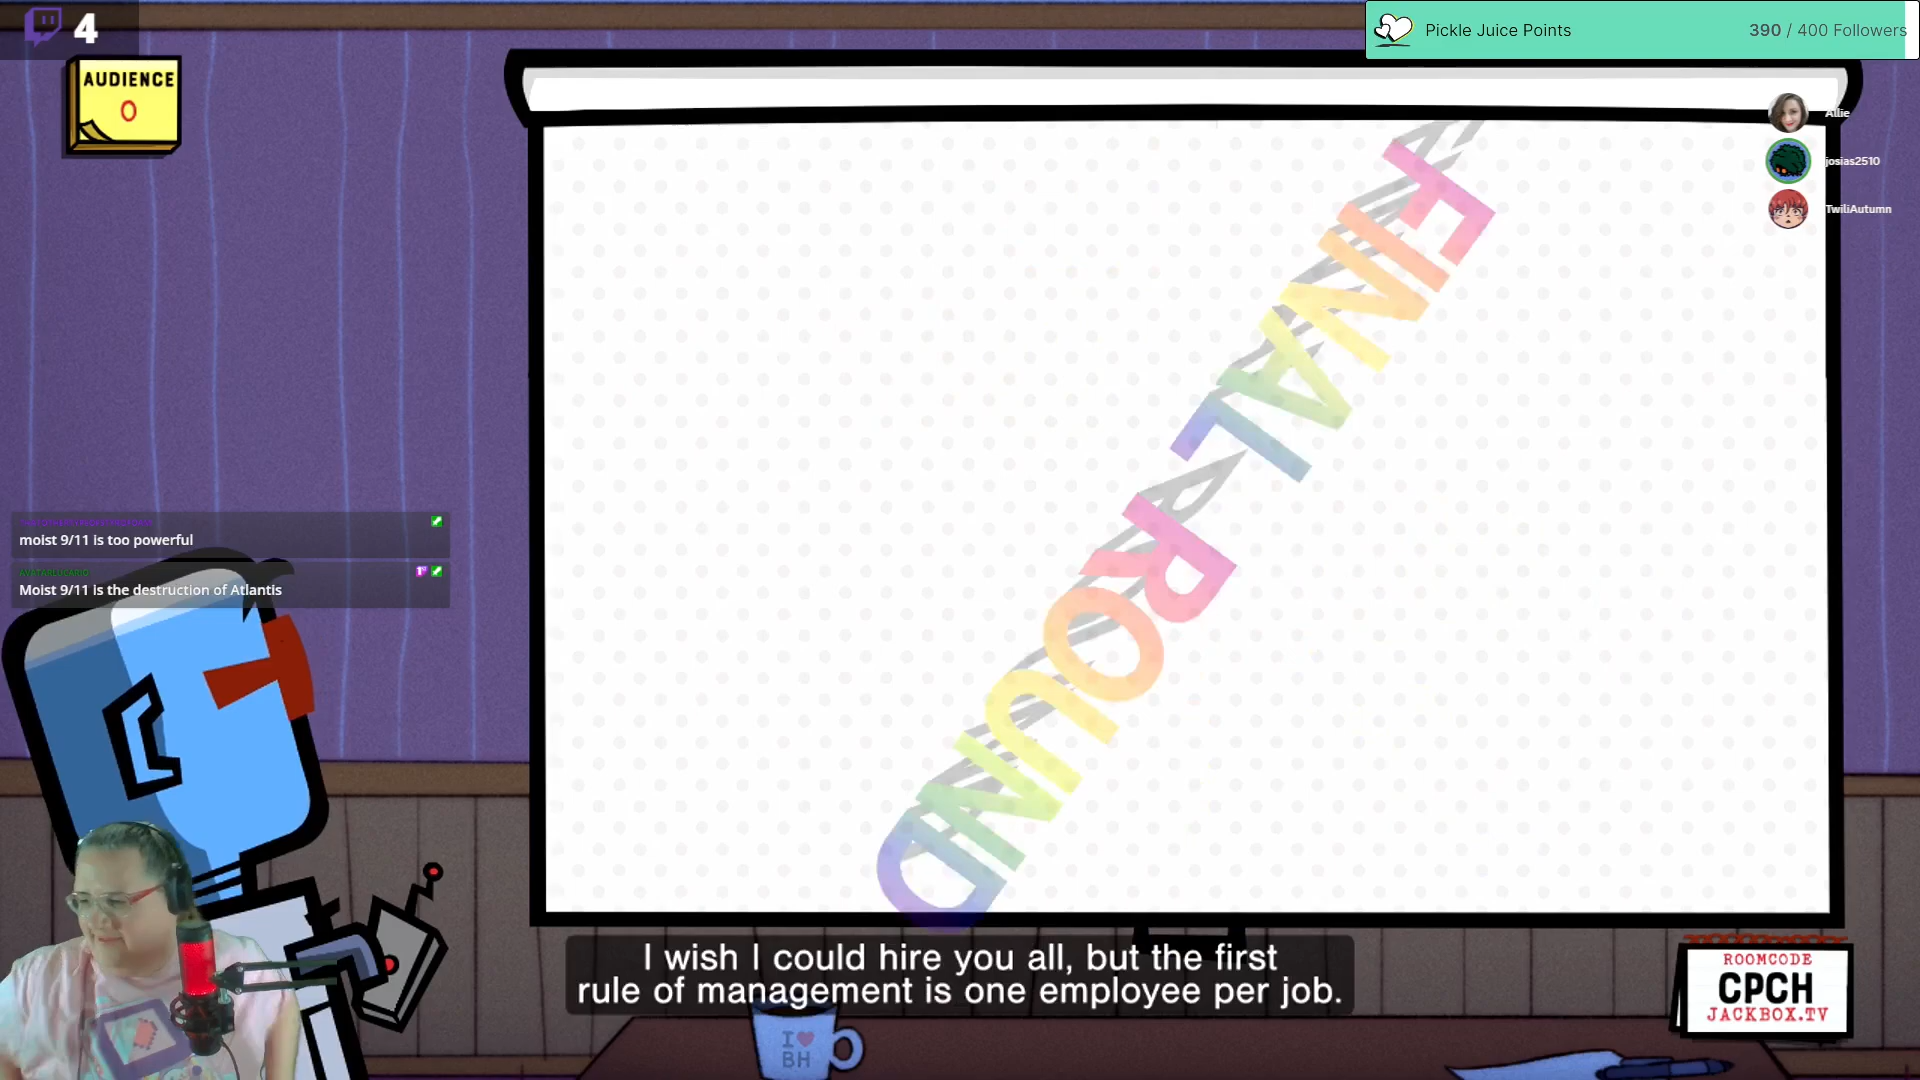 4
Pickle Juice Points
390 / 400 Followers
AUDIENCE
0
Allie
josias2510
TwiliAutumn
FINAL ROUND
moist 9/11 is too powerful
AVATARLUCARIO
Moist 9/11 is the destruction of Atlantis
I wish I could hire you all, but the first
rule of management is one employee per job.
I ♥
BH
ROOMCODE
CPCH
JACKBOX.TV